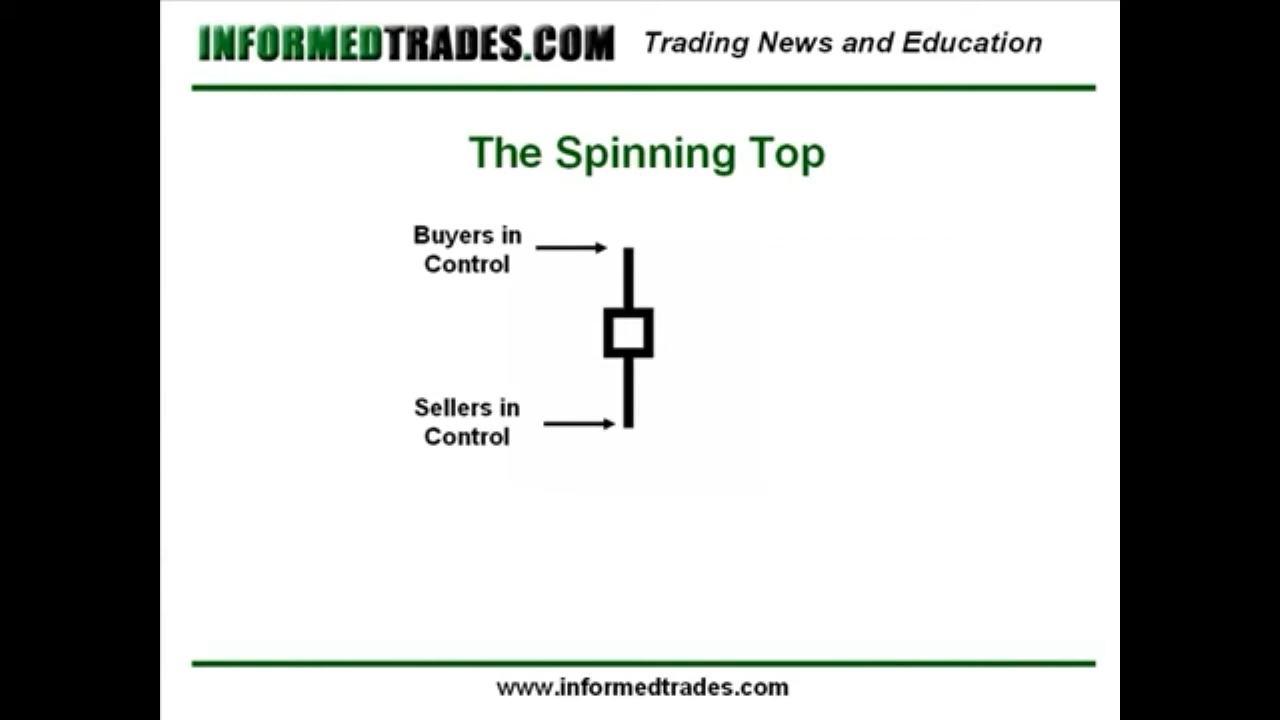 INFORMEDTRADES.COM Trading News and Education
The Spinning Top
Buyers in
Control
Sellers in
Control
www.informedtrades.com